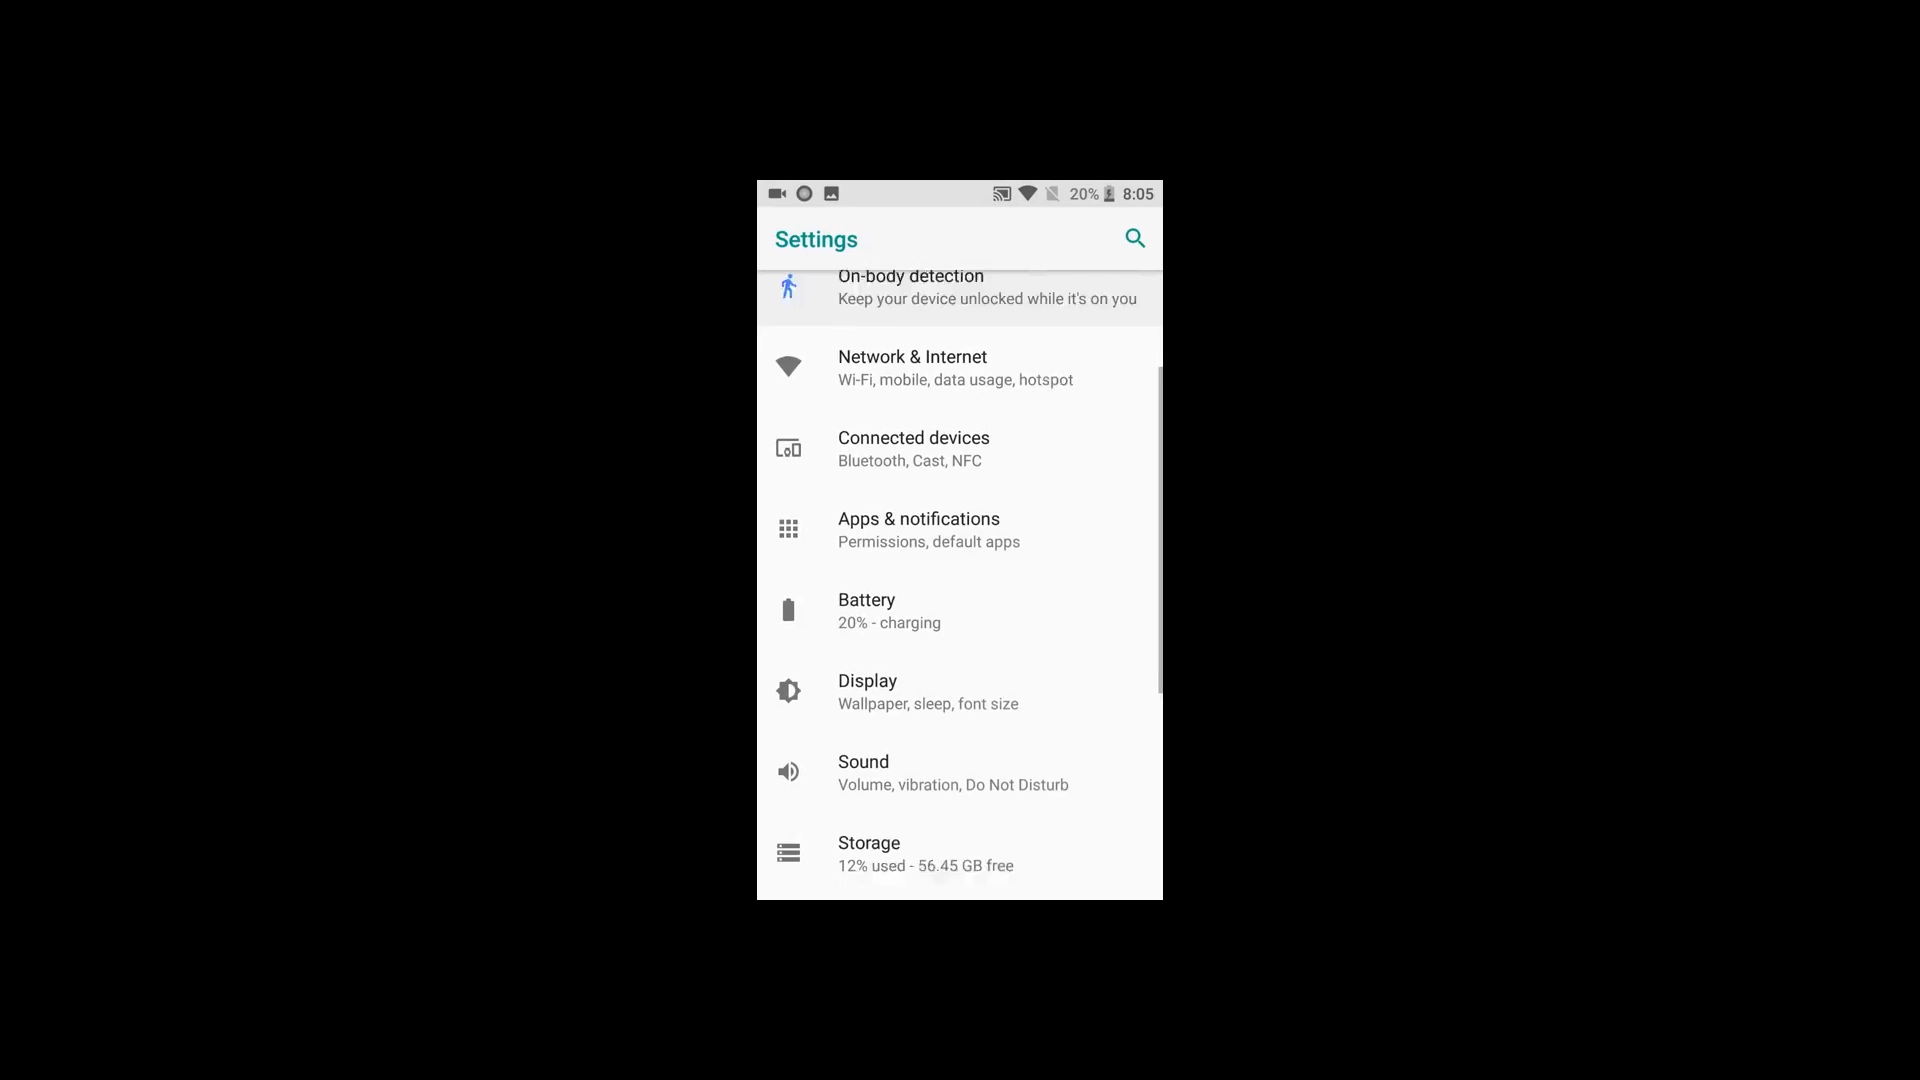 20% 8:05
Settings
On-body detection
Keep your device unlocked while it's on you
Network & Internet
Wi-Fi, mobile, data usage, hotspot
Connected devices
Bluetooth, Cast, NFC
Apps & notifications
Permissions, default apps
Battery
20% - charging
Display
Wallpaper, sleep, font size
Sound
Volume, vibration, Do Not Disturb
Storage
12% used - 56.45 GB free